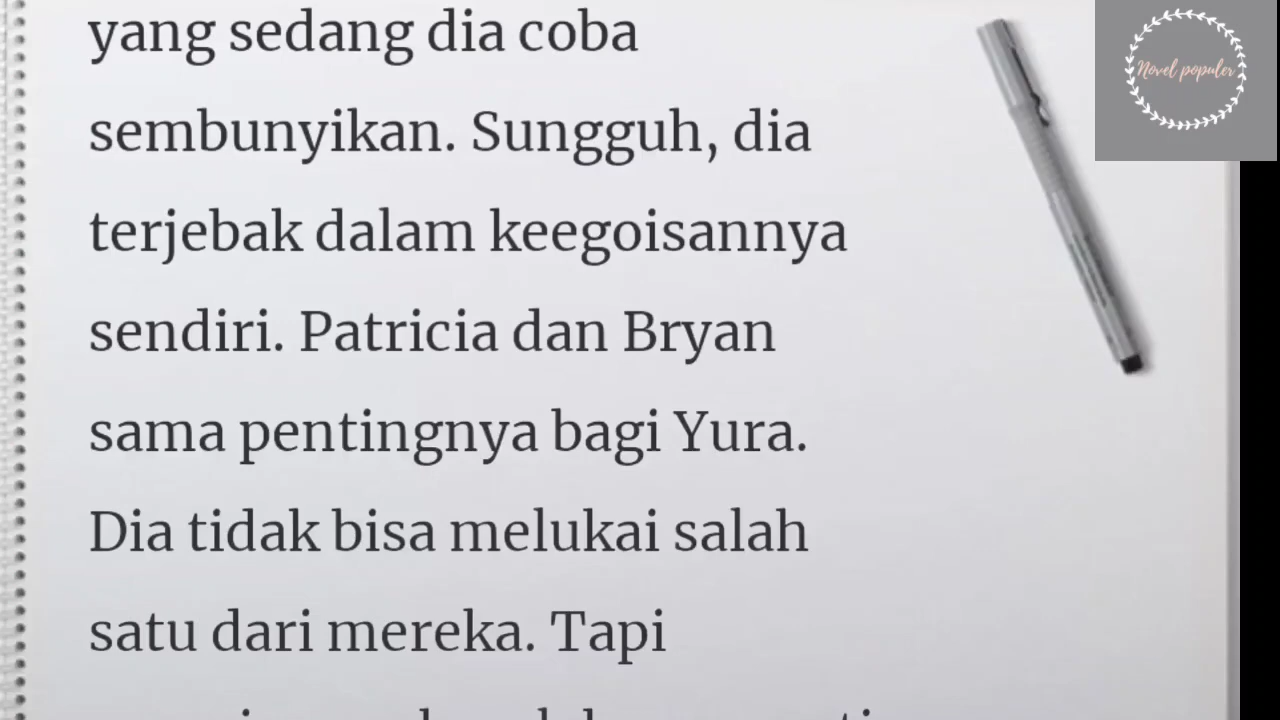 yang sedang dia coba
sembunyikan. Sungguh, dia
terjebak dalam keegoisannya
sendiri. Patricia dan Bryan
sama pentingnya bagi Yura.
Dia tidak bisa melukai salah
satu dari mereka. Tapi
Novel populer